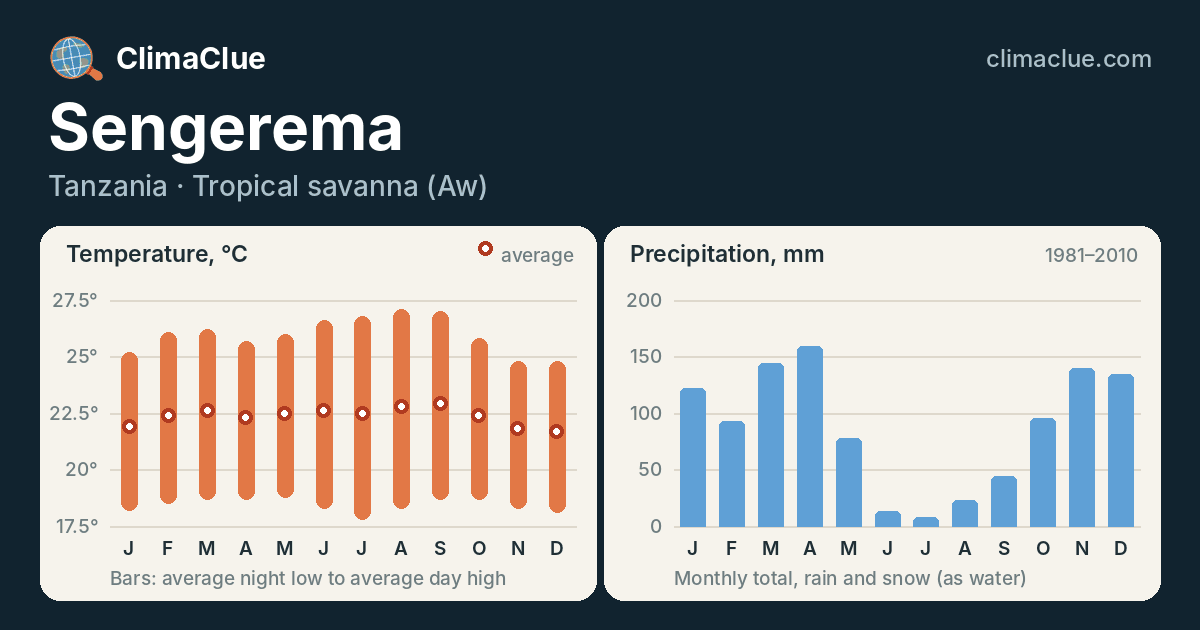 ClimaClue
climaclue.com
Sengerema
Tanzania · Tropical savanna (Aw)
Temperature, °C
average
27.5°
25°
22.5°
20°
17.5°
J F M A M J J A S O N D
Bars: average night low to average day high
Precipitation, mm
1981–2010
200
150
100
50
0
J F M A M J J A S O N D
Monthly total, rain and snow (as water)